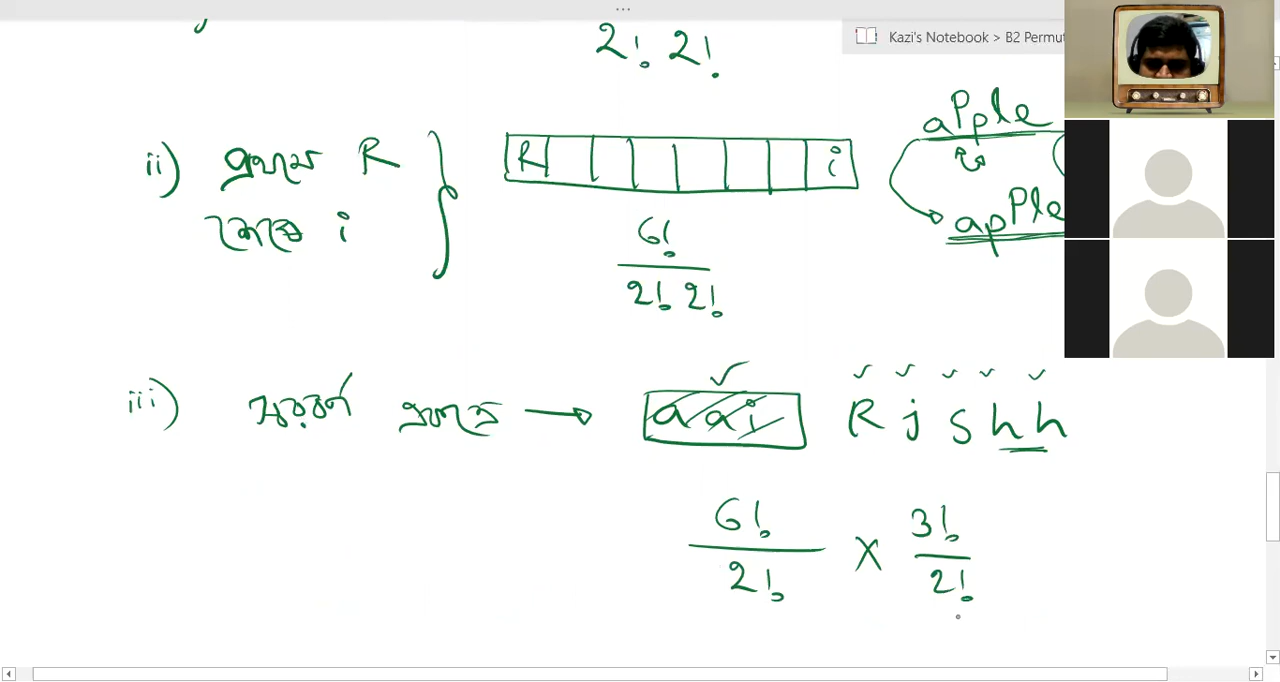 2! 2!
Kazi's Notebook > B2 Permut
ii) প্রথমে R
শেষে i
R i
6!
2! 2!
apple
apple
iii) স্বরবর্ণ একত্রে → a a i R j s h h
6! / 2! × 3! / 2!